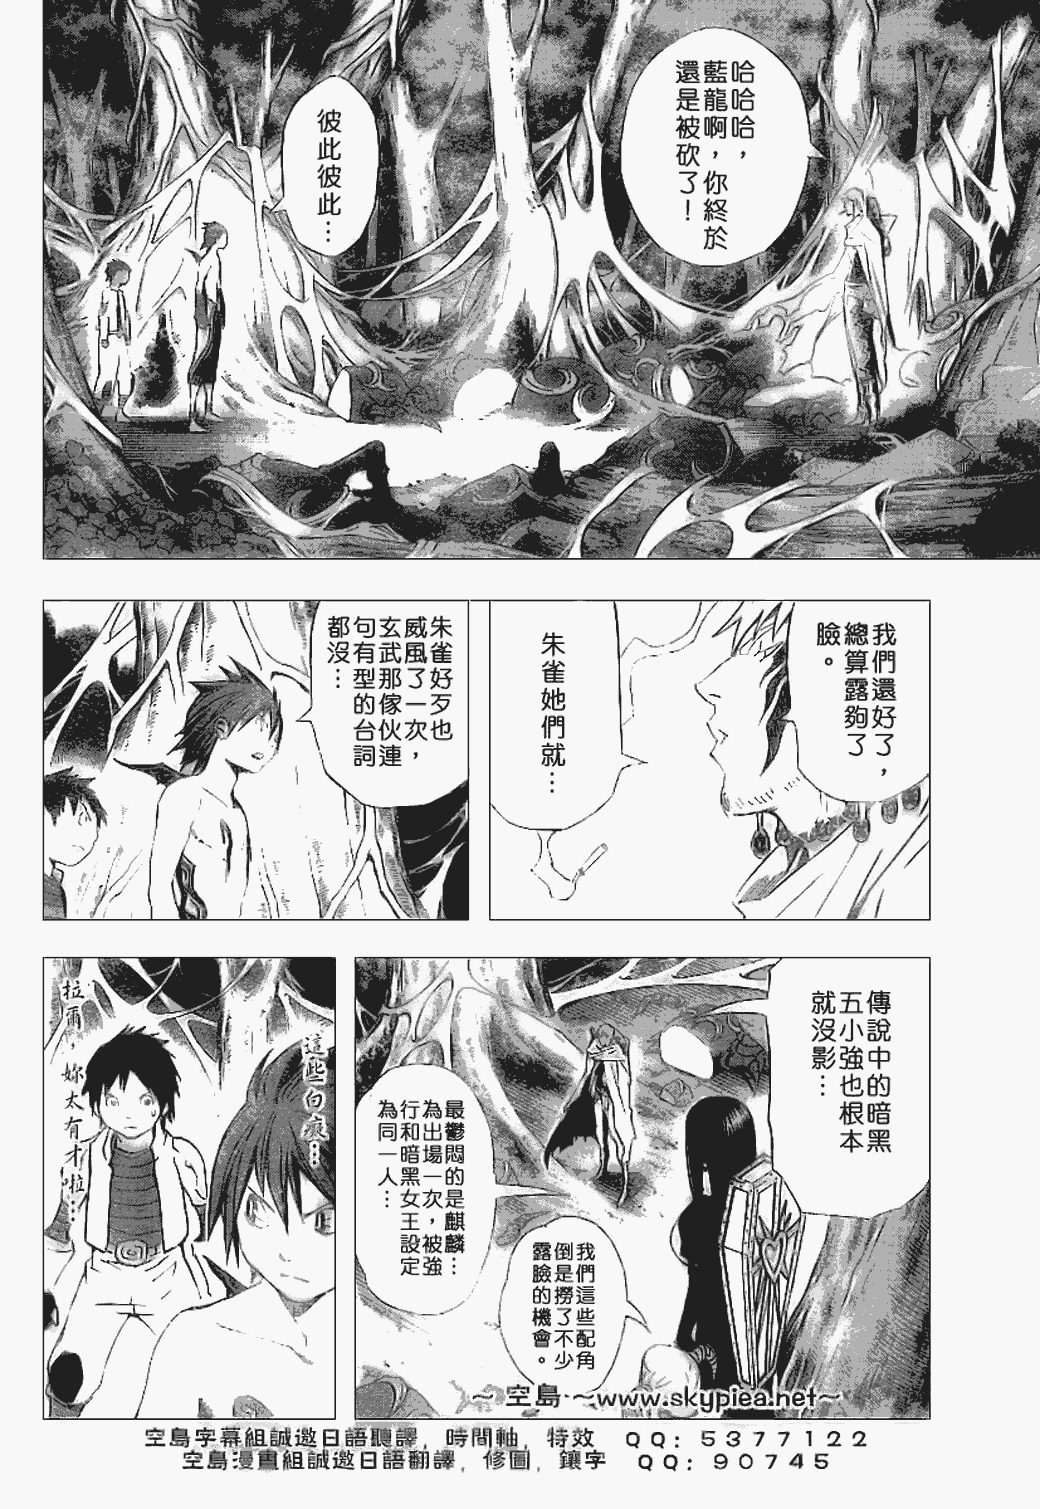 哈哈哈，
藍龍啊，你終於
還是被砍了！
彼此彼此…
我們還好了，
總算露夠了
臉。
朱雀她們就…
朱雀好歹也
威風了一次，
玄武那傢伙連
句有型的台詞
都沒…
傳說中的暗黑
五小強也根本
就沒影…
最鬱悶的是麒麟…
為出場一次，被強
行和暗黑女王設定
為同一人…
我們這些配角
倒是撈了不少
露臉的機會。
這些白痴…
拉爾，妳太有才啦…
～空島～www.skypiea.net～
空島字幕組誠邀日語聽譯，時間軸，特效 QQ：5377122
空島漫畫組誠邀日語翻譯，修圖，鑲字 QQ：90745